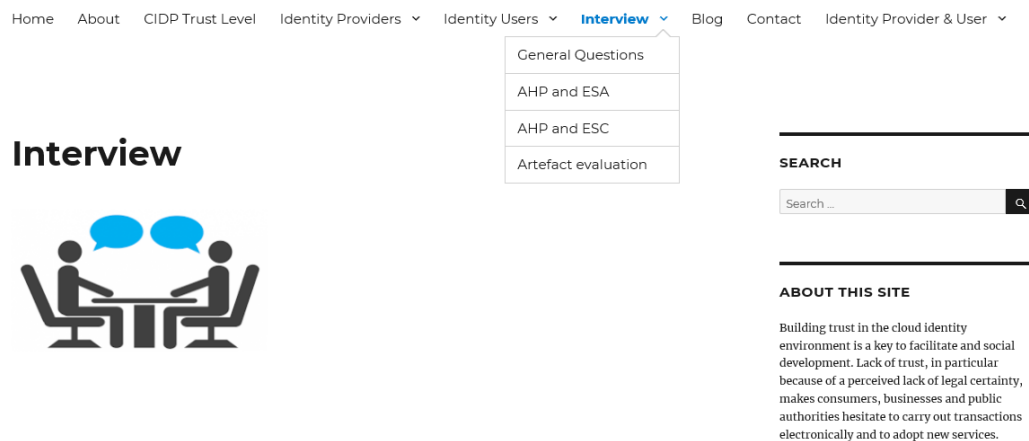 Home About CIDP Trust Level Identity Providers Identity Users Interview Blog Contact Identity Provider & User
General Questions
AHP and ESA
AHP and ESC
Artefact evaluation
Interview
SEARCH
Search ...
ABOUT THIS SITE
Building trust in the cloud identity
environment is a key to facilitate and social
development. Lack of trust, in particular
because of a perceived lack of legal certainty,
makes consumers, businesses and public
authorities hesitate to carry out transactions
electronically and to adopt new services.